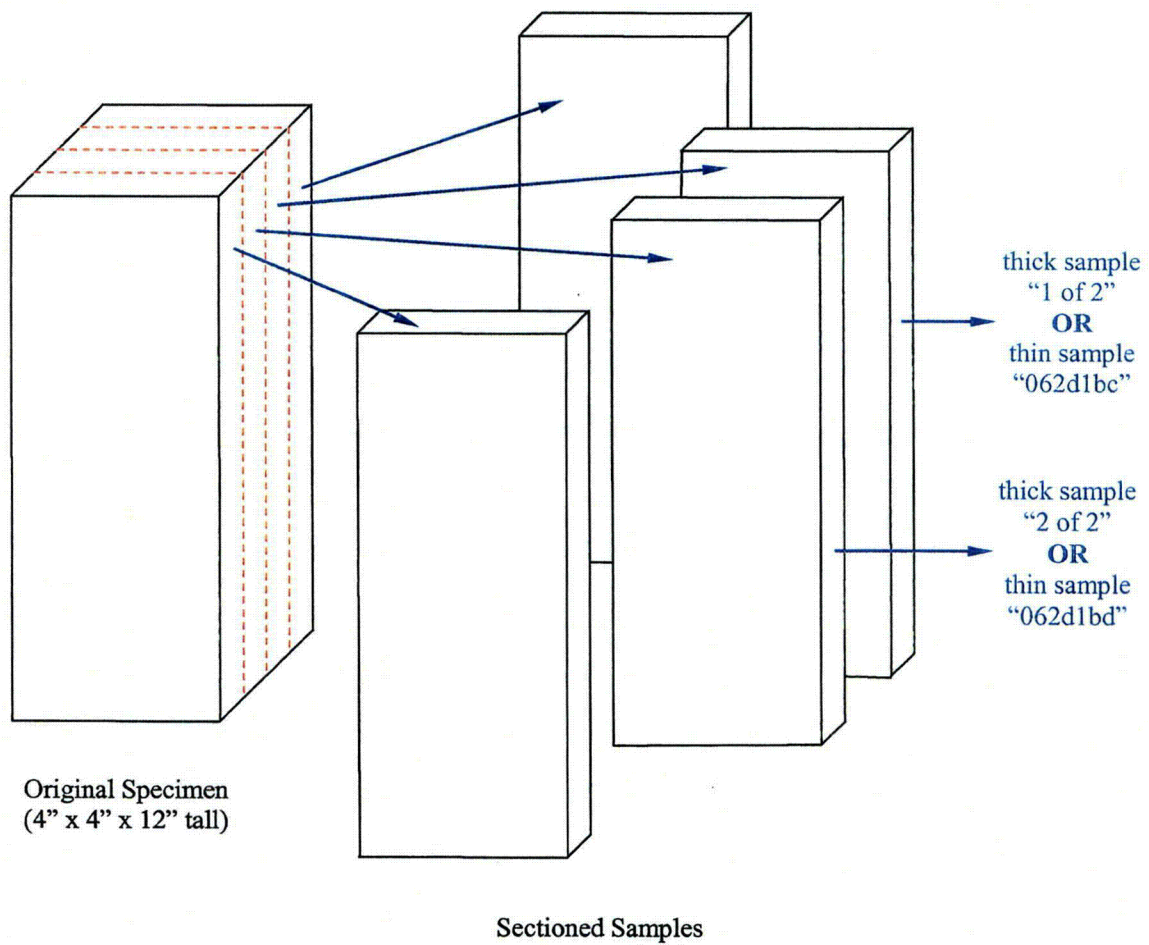 thick sample
“1 of 2”
OR
thin sample
“062d1bc”
thick sample
“2 of 2”
OR
thin sample
“062d1bd”
Original Specimen
(4” x 4” x 12” tall)
Sectioned Samples